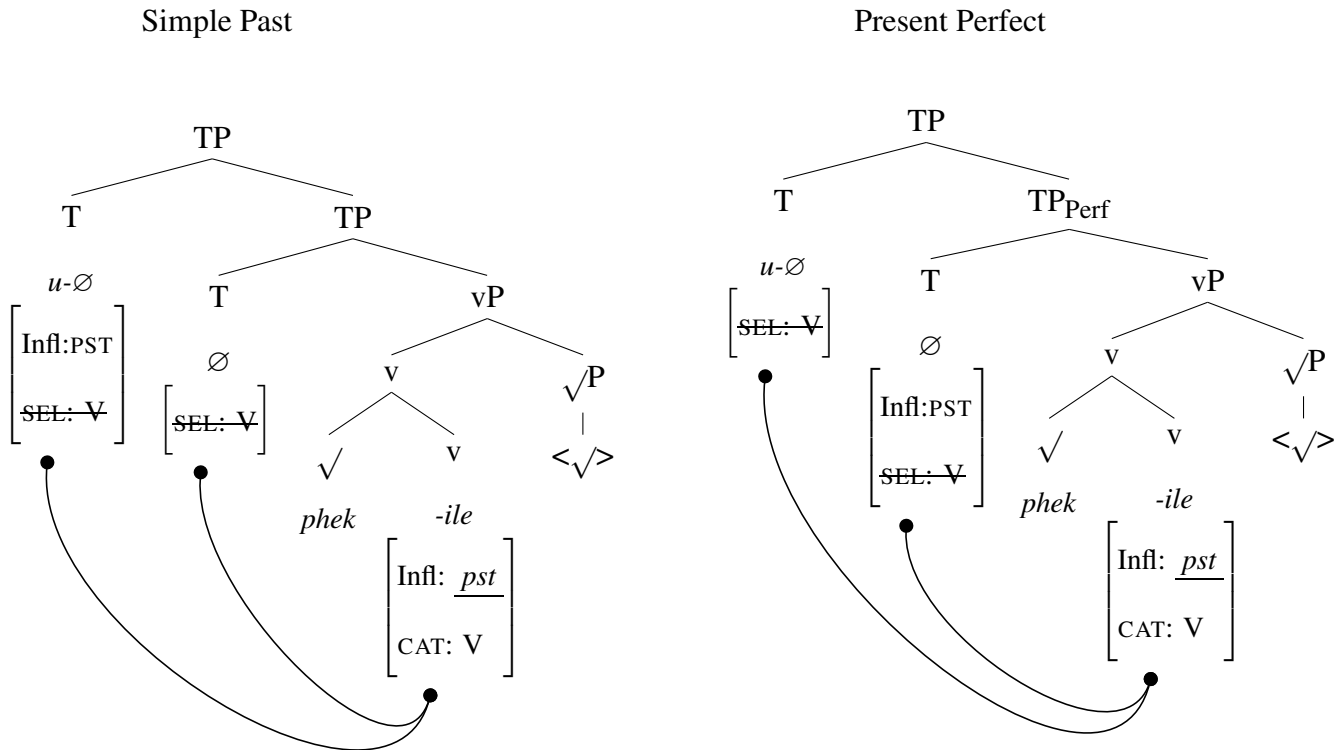 Simple Past
TP
T
TP
u-∅
Infl:PST
SEL: V
T
vP
∅
SEL: V
v
√P
√
v
<√>
phek
-ile
Infl: pst
CAT: V
Present Perfect
TP
T
TPPerf
u-∅
SEL: V
T
vP
∅
Infl:PST
SEL: V
v
√P
√
v
<√>
phek
-ile
Infl: pst
CAT: V